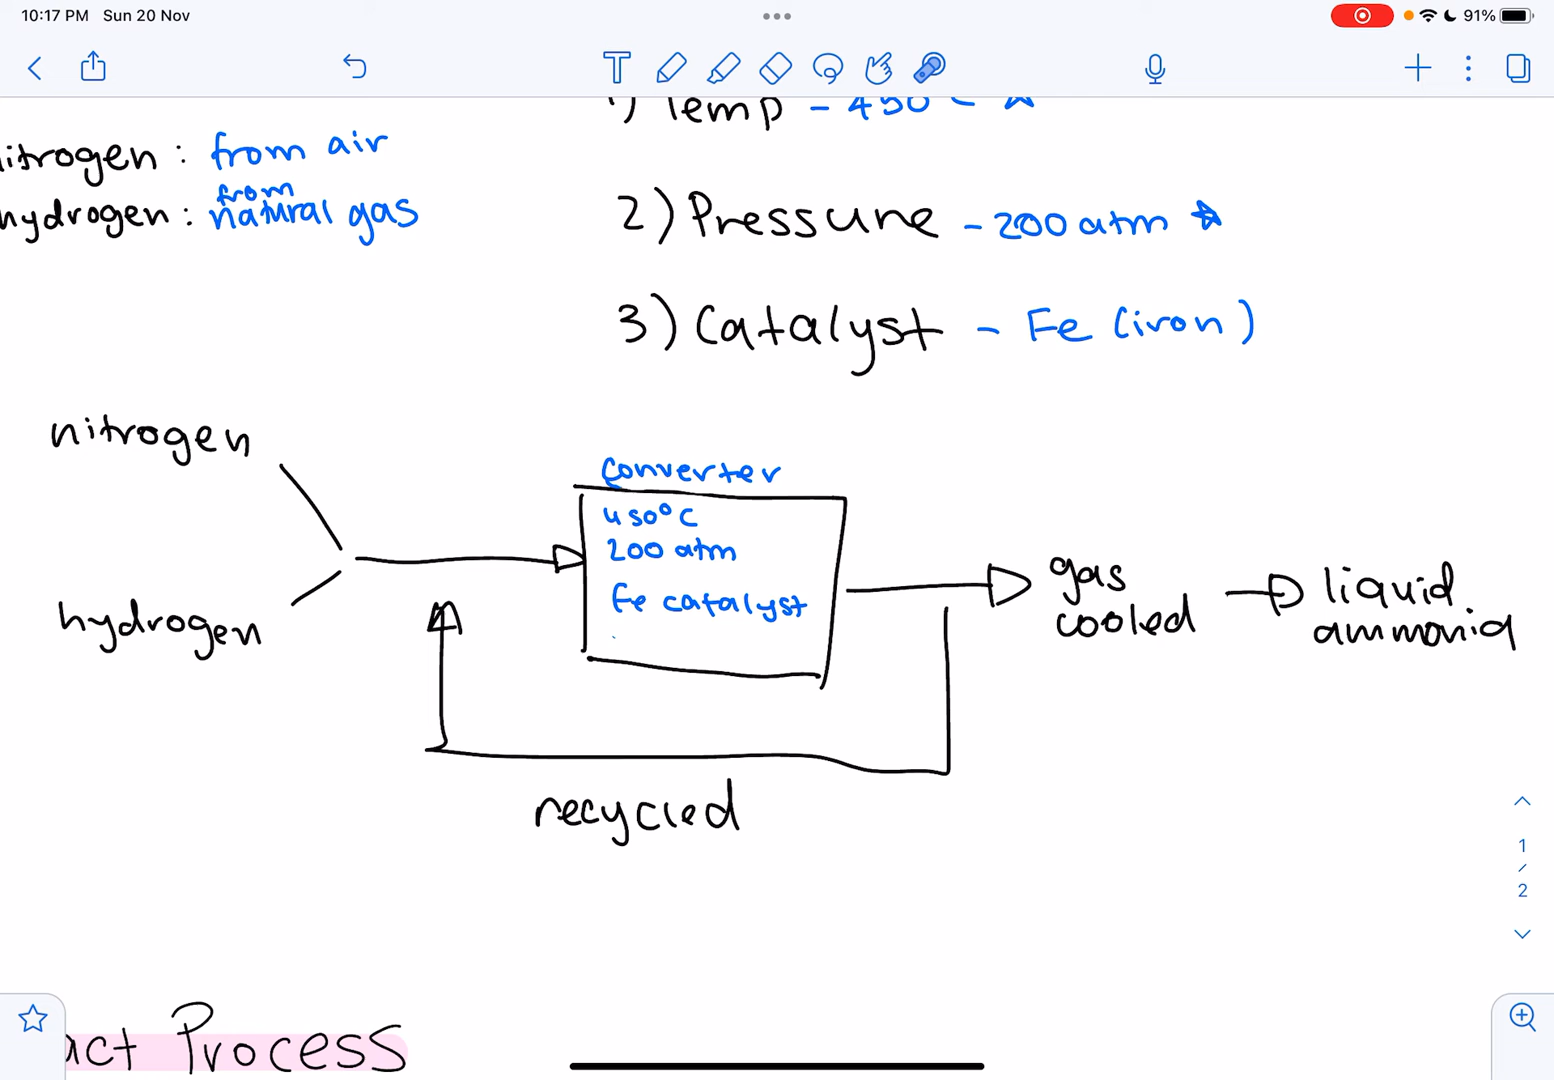 10:17 PM Sun 20 Nov
91%
1) Temp - 450°C
itrogen : from air
hydrogen : from natural gas
2) Pressure - 200 atm
3) Catalyst - Fe (iron)
nitrogen
hydrogen
converter
450°C
200 atm
Fe catalyst
gas
cooled
liquid
ammonia
recycled
1
/
2
act Process